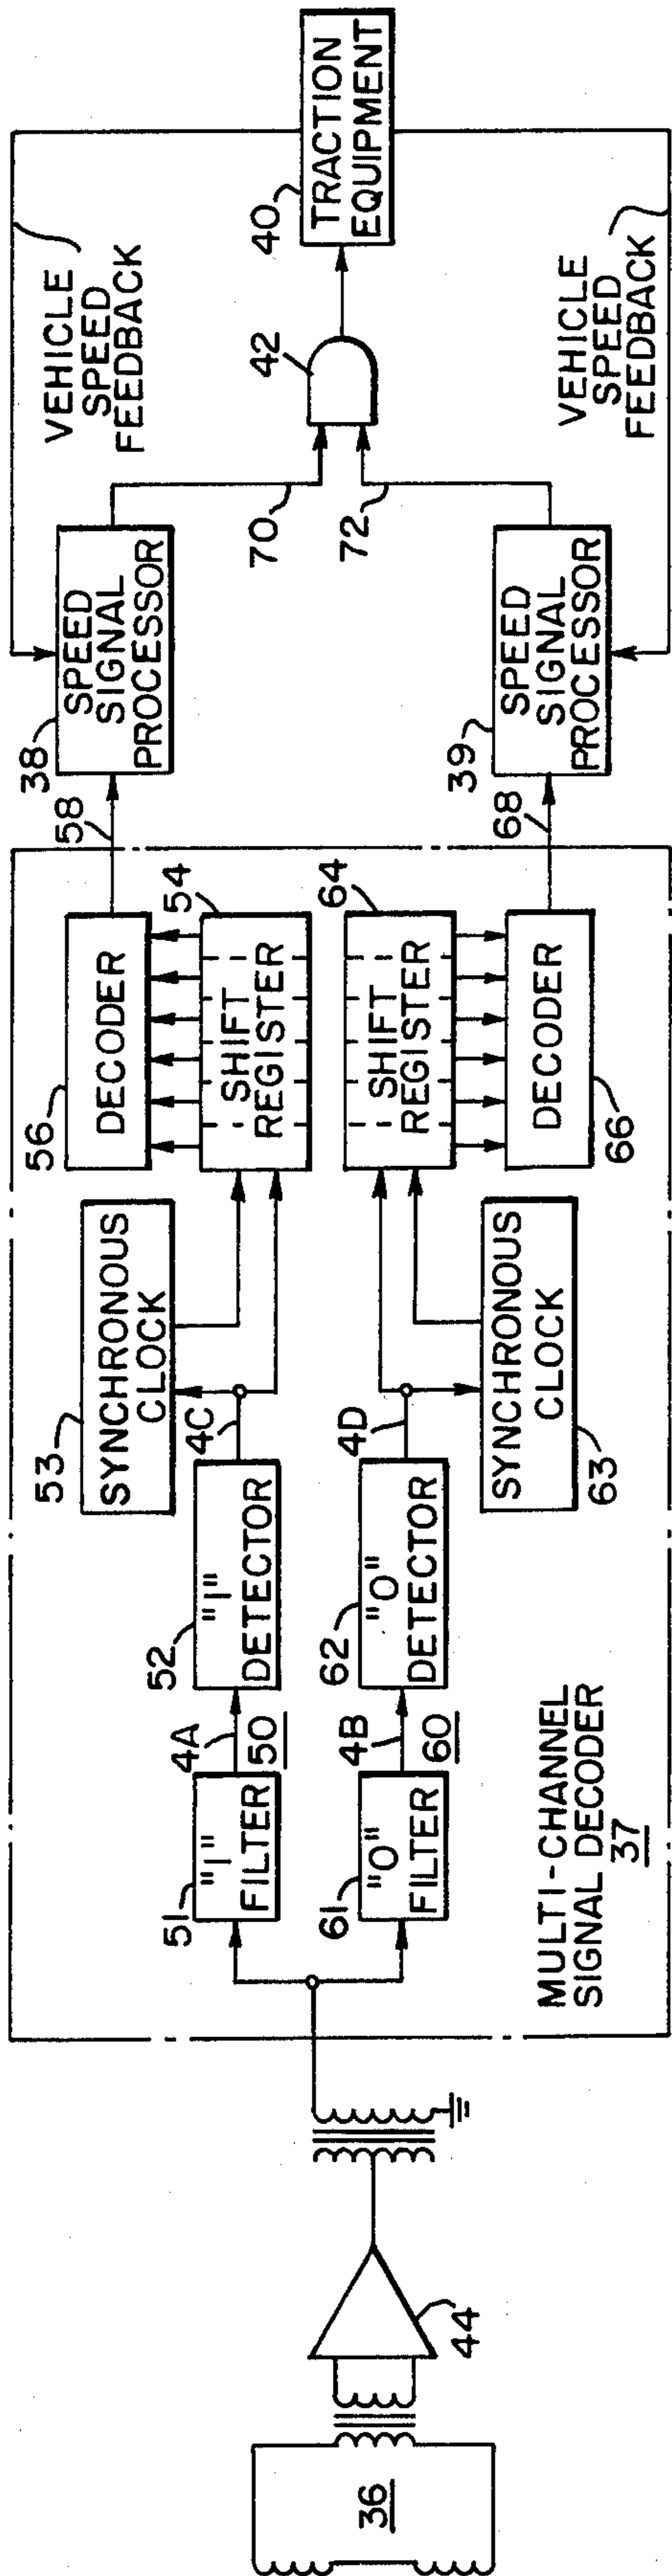 36
44
MULTI-CHANNEL
SIGNAL DECODER
37
51
"1"
FILTER
4A
50
52
"1"
DETECTOR
4C
53
SYNCHRONOUS
CLOCK
54
SHIFT
REGISTER
56
DECODER
58
61
"0"
FILTER
4B
60
62
"0"
DETECTOR
4D
63
SYNCHRONOUS
CLOCK
64
SHIFT
REGISTER
66
DECODER
68
38
SPEED
SIGNAL
PROCESSOR
39
SPEED
SIGNAL
PROCESSOR
70
72
42
40
TRACTION
EQUIPMENT
VEHICLE
SPEED
FEEDBACK
VEHICLE
SPEED
FEEDBACK